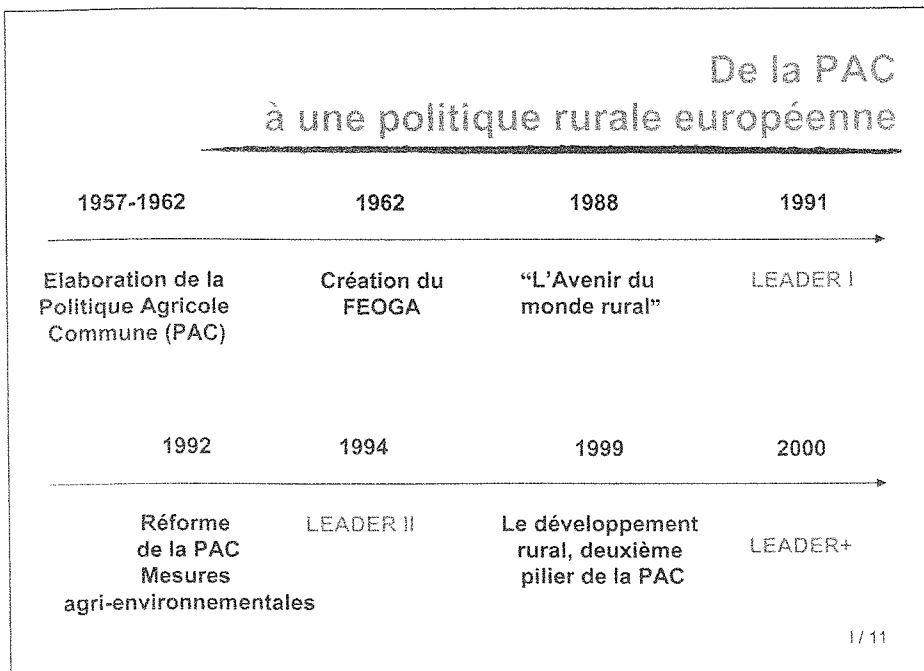 De la PAC
à une politique rurale européenne
1957-1962 1962 1988 1991
Elaboration de la
Politique Agricole
Commune (PAC)
Création du
FEOGA
“L’Avenir du
monde rural”
LEADER I
1992 1994 1999 2000
Réforme
de la PAC
Mesures
agri-environnementales
LEADER II
Le développement
rural, deuxième
pilier de la PAC
LEADER+
I / 11